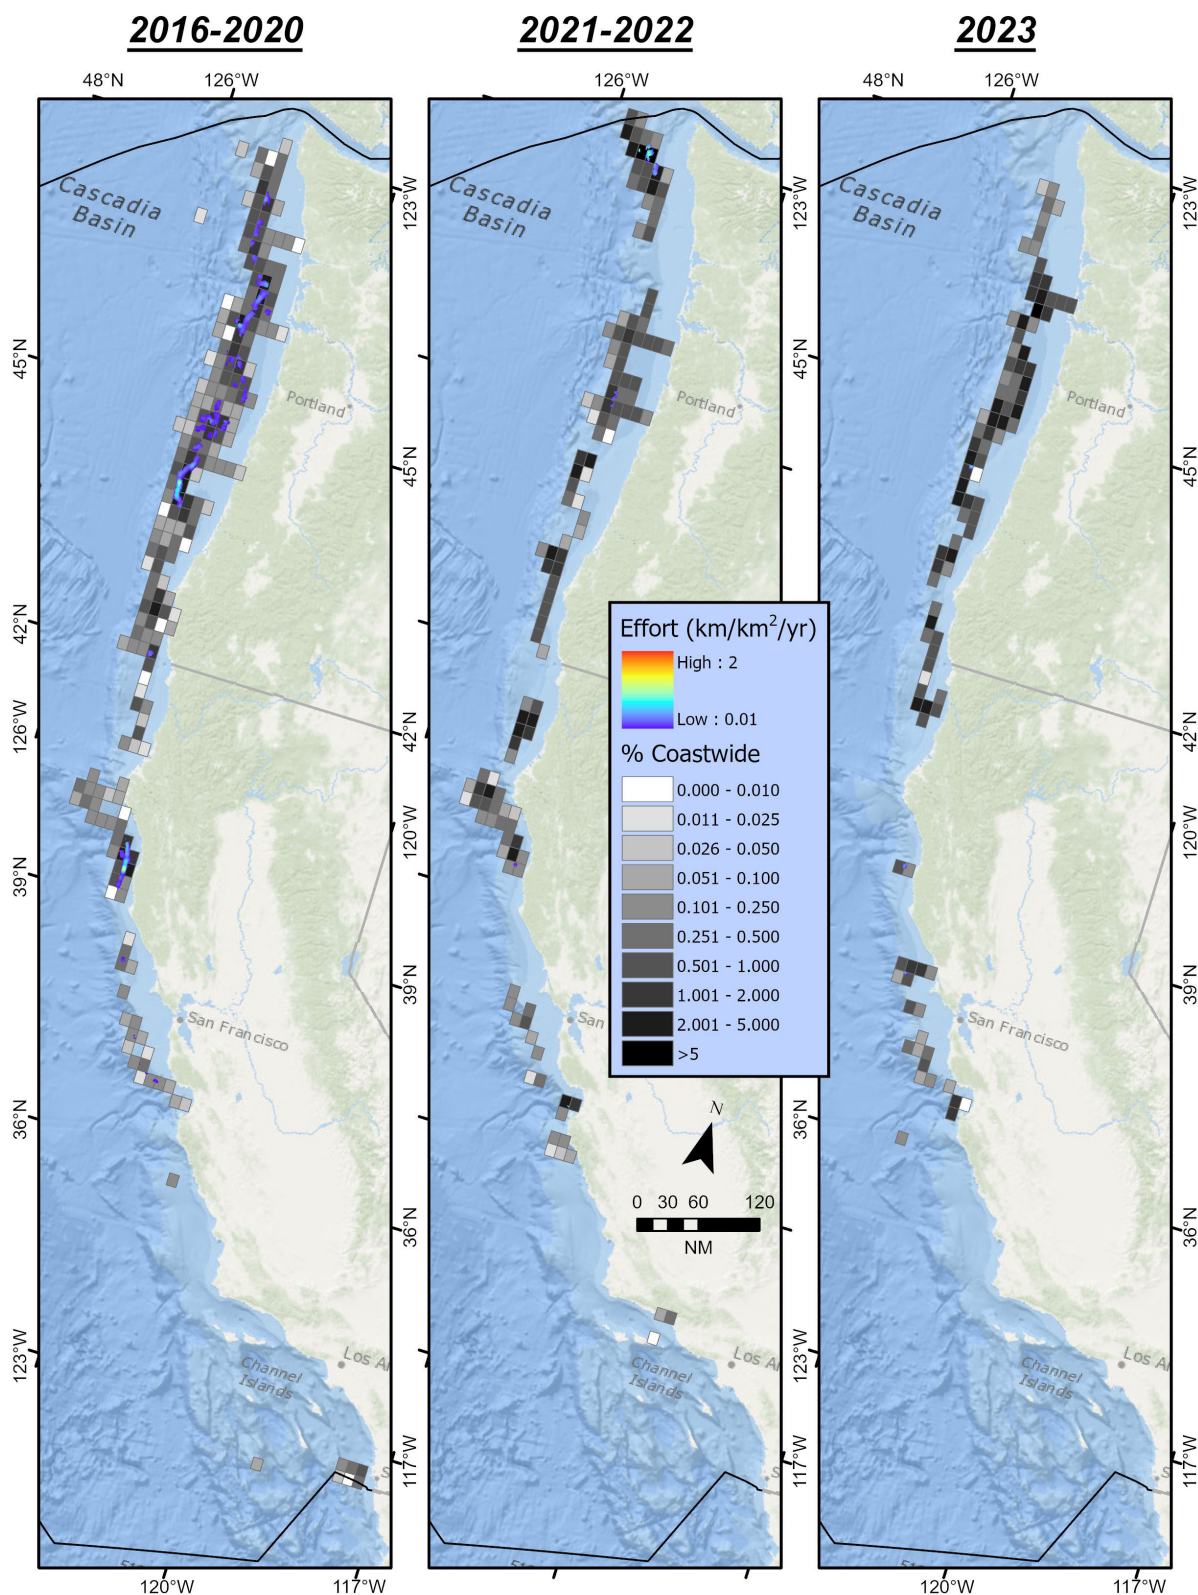 2016-2020
2021-2022
2023
48°N
126°W
126°W
48°N
126°W
Cascadia
Basin
Cascadia
Basin
Cascadia
Basin
123°W
123°W
123°W
45°N
45°N
45°N
Portland
Portland
Portland
45°N
45°N
45°N
42°N
Effort (km/km²/yr)
High : 2
Low : 0.01
% Coastwide
0.000 - 0.010
0.011 - 0.025
0.026 - 0.050
0.051 - 0.100
0.101 - 0.250
0.251 - 0.500
0.501 - 1.000
1.001 - 2.000
2.001 - 5.000
>5
126°W
42°N
42°N
120°W
120°W
39°N
39°N
39°N
San Francisco
San
San Francisco
36°N
36°N
N
0 30 60 120
NM
36°N
36°N
123°W
123°W
Los A
Los A
Los A
Channel
Islands
Channel
Islands
Channel
Islands
117°W
117°W
S
S
120°W
117°W
120°W
117°W